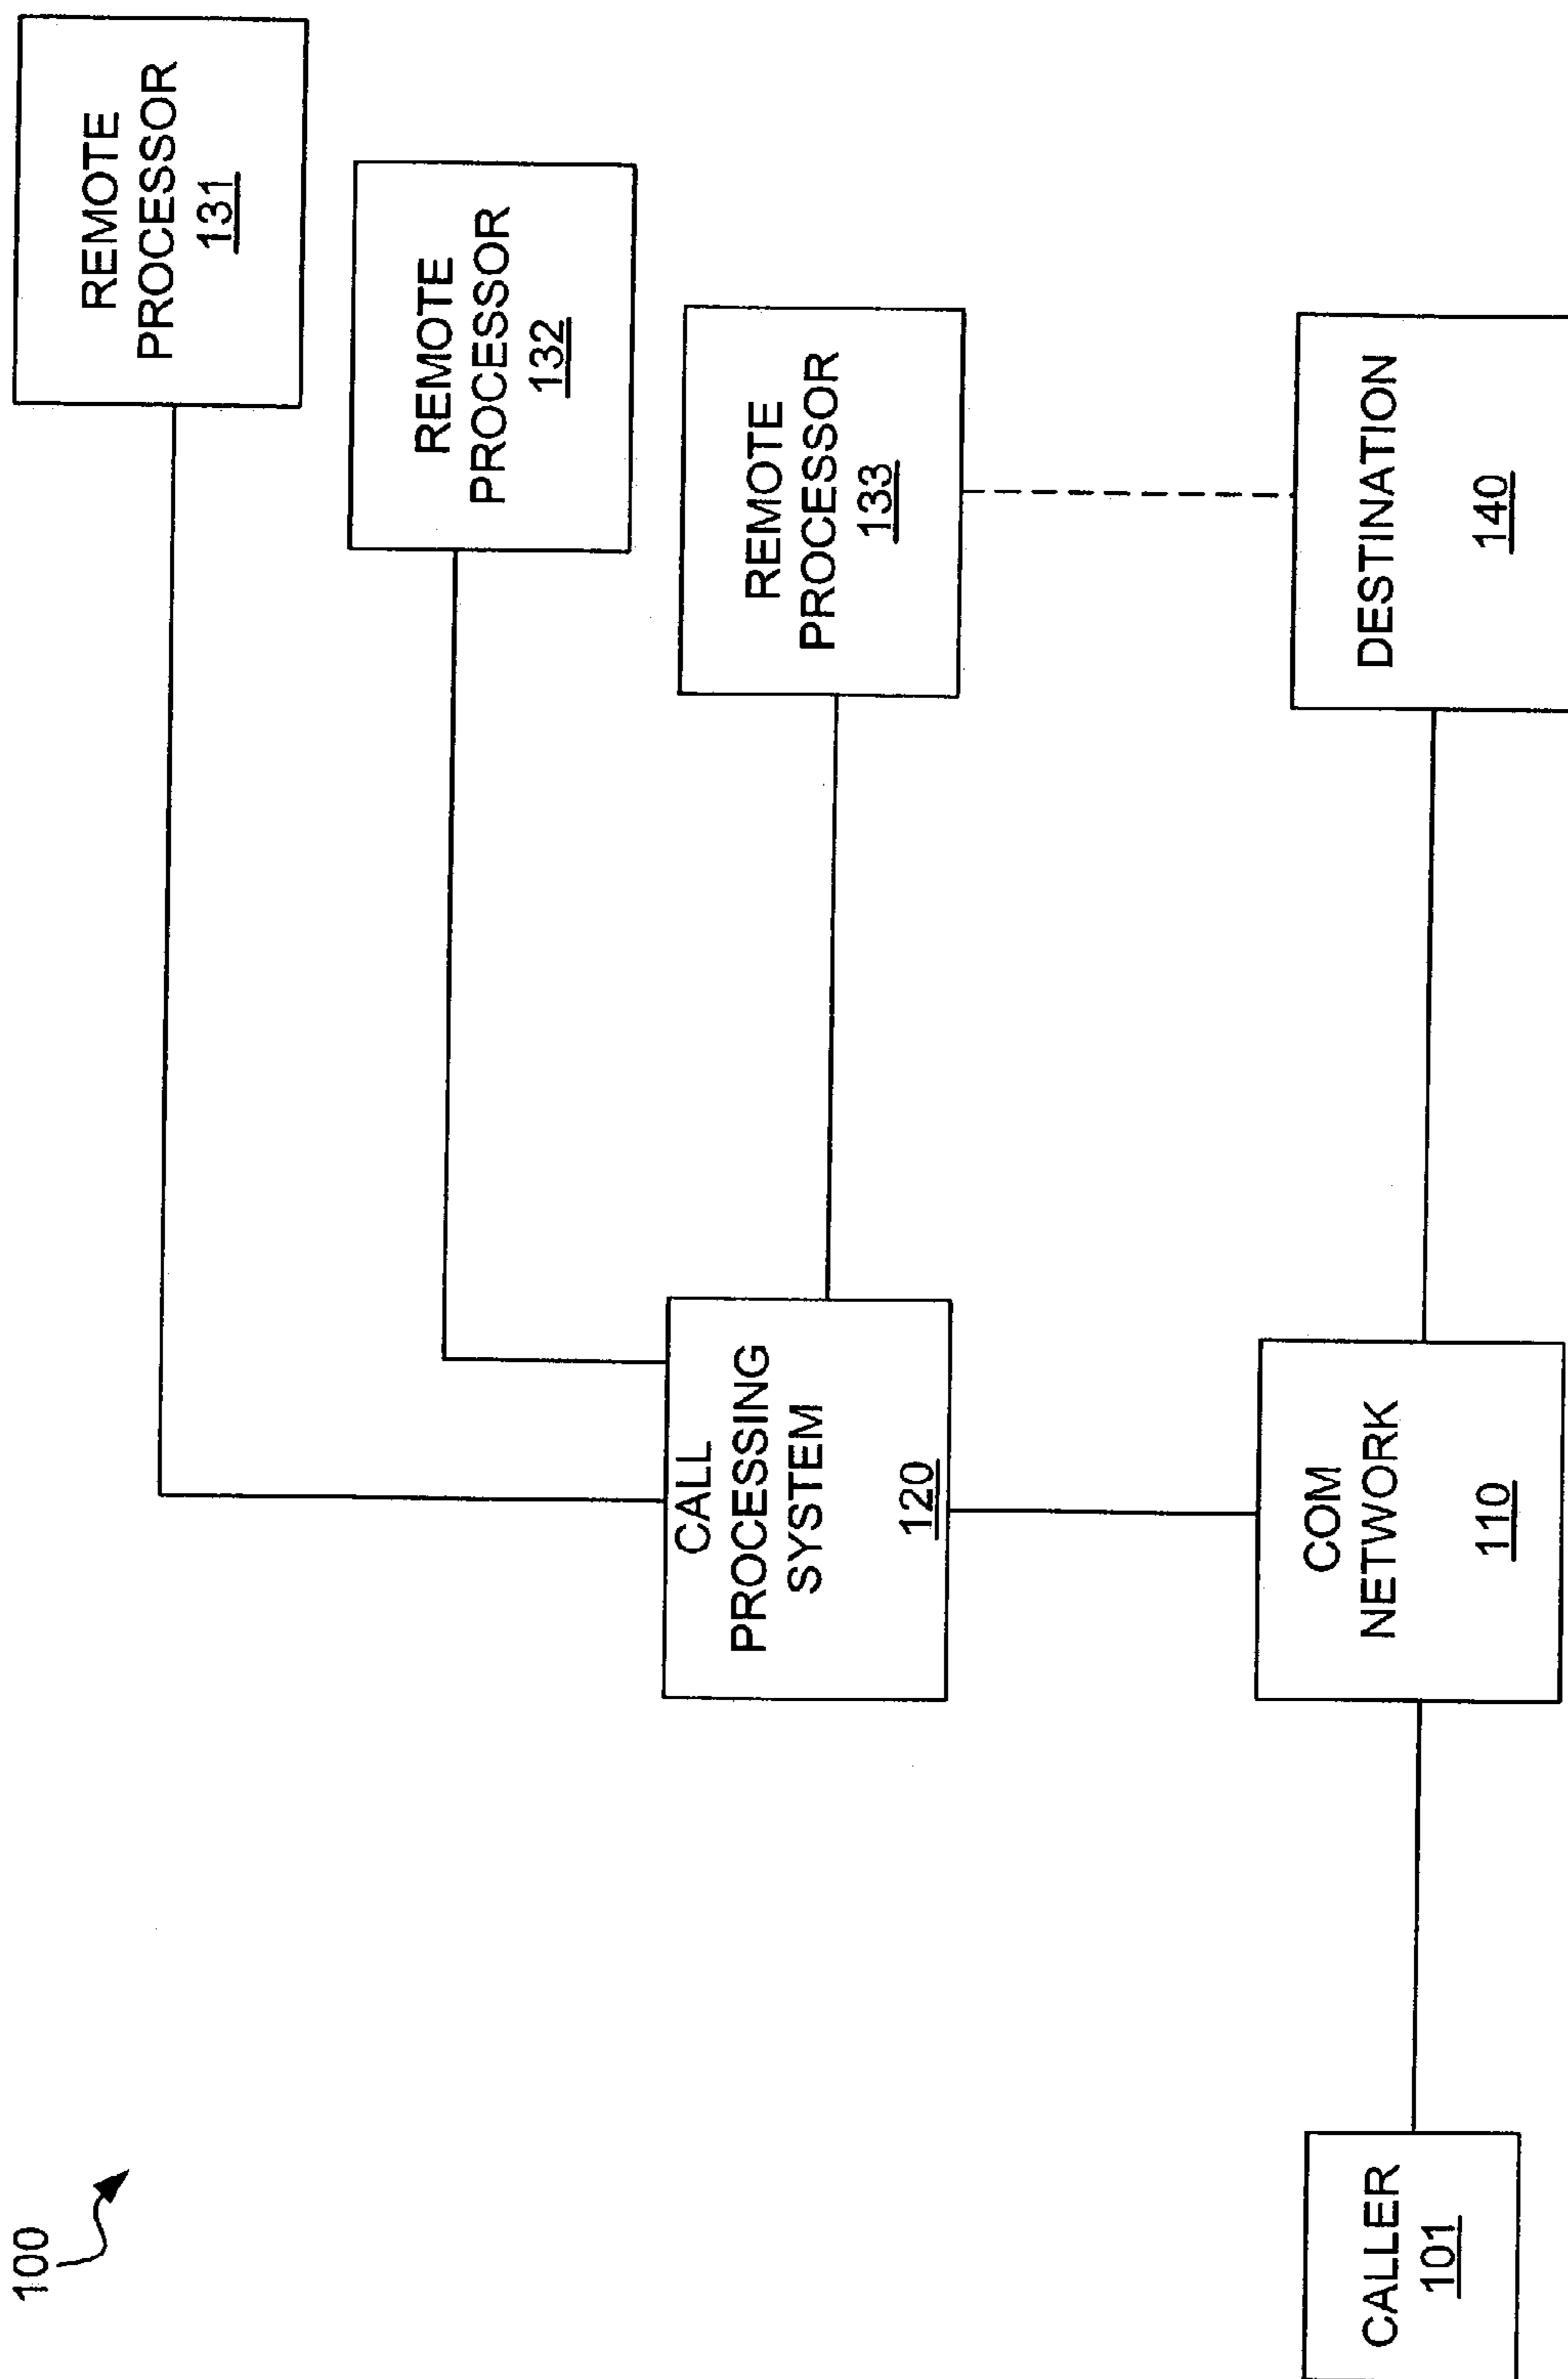 100
REMOTE
PROCESSOR
131
REMOTE
PROCESSOR
132
REMOTE
PROCESSOR
133
CALL
PROCESSING
SYSTEM
120
CALLER
101
COM
NETWORK
110
DESTINATION
140